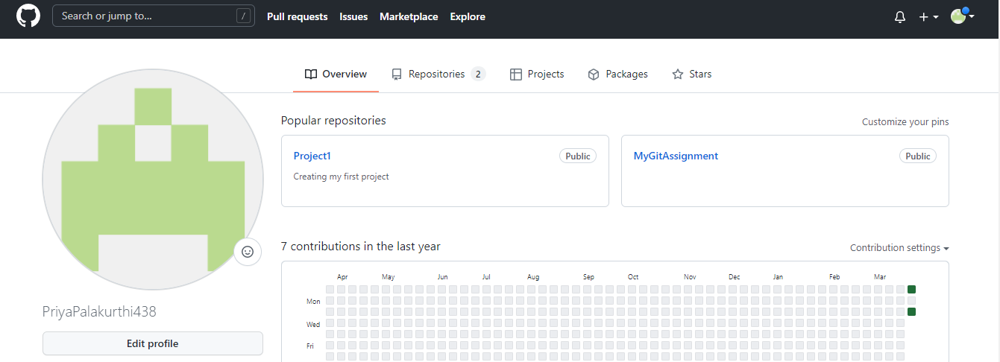 Search or jump to... / Pull requests Issues Marketplace Explore
Overview Repositories 2 Projects Packages Stars
Popular repositories Customize your pins
Project1 Public MyGitAssignment Public
Creating my first project
7 contributions in the last year Contribution settings
Apr May Jun Jul Aug Sep Oct Nov Dec Jan Feb Mar
Mon
Wed
Fri
PriyaPalakurthi438
Edit profile